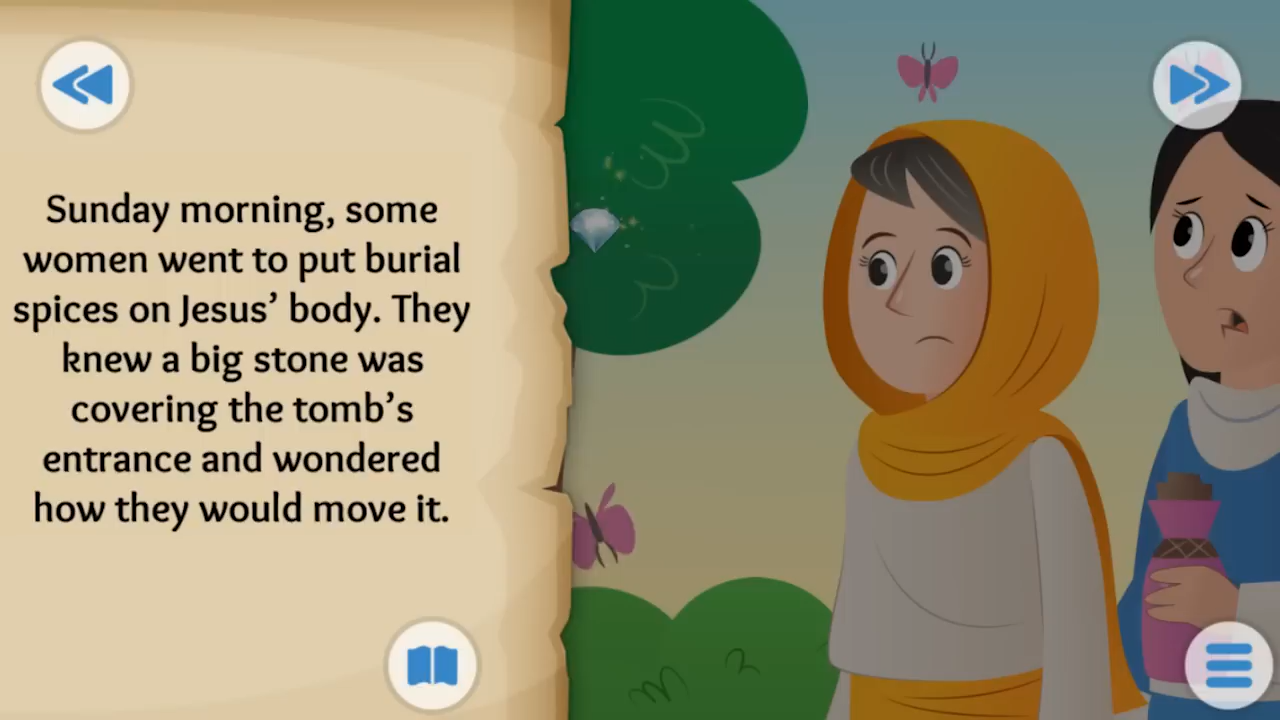 Sunday morning, some
women went to put burial
spices on Jesus’ body. They
knew a big stone was
covering the tomb’s
entrance and wondered
how they would move it.